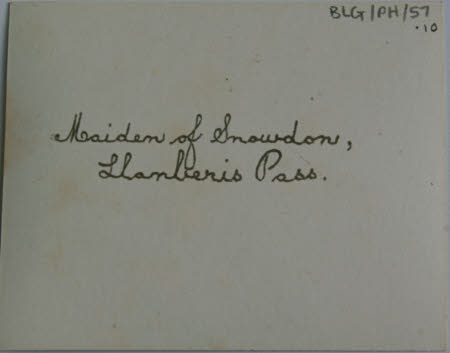 BLG/PH/57
.10
Maiden of Snowdon,
Llanberis Pass.